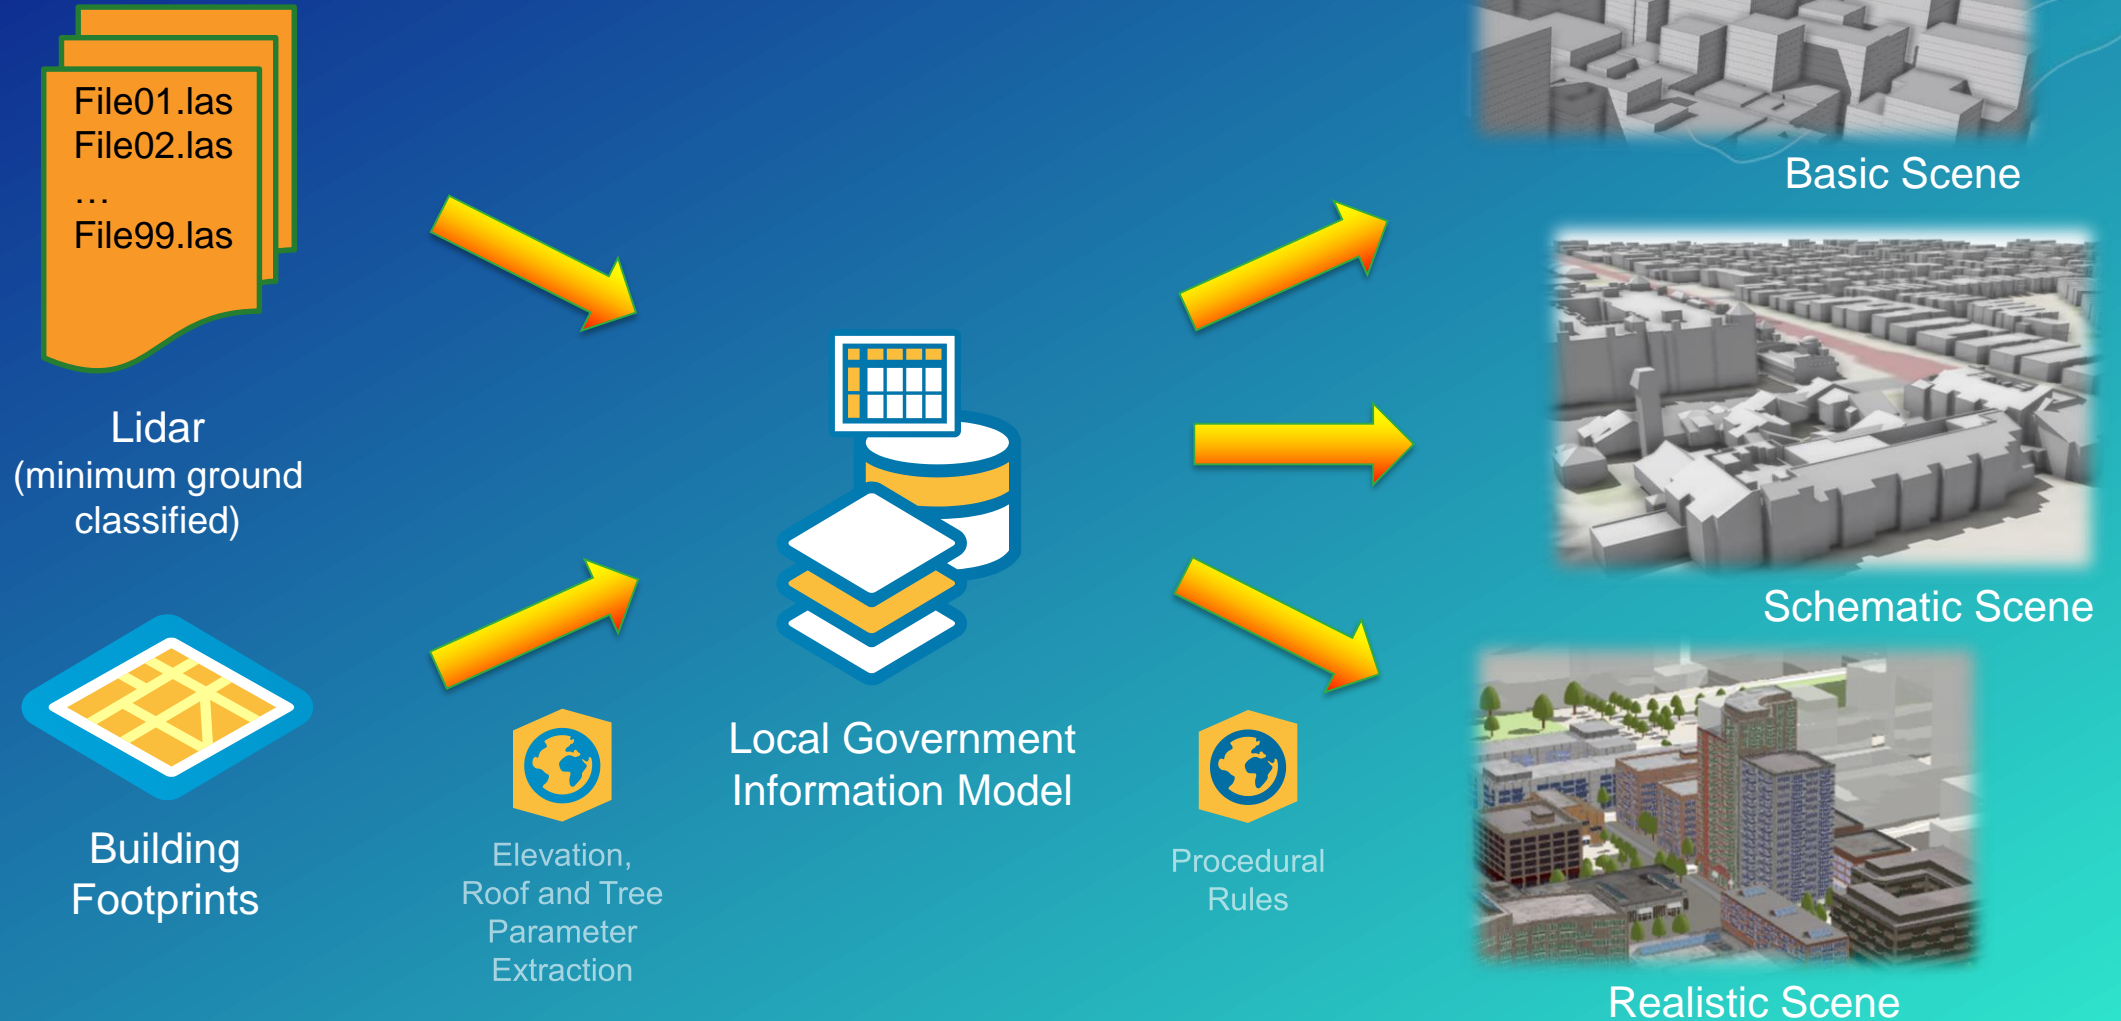 File01.las
File02.las
…
File99.las
Lidar
(minimum ground
classified)
Building
Footprints
Elevation,
Roof and Tree
Parameter
Extraction
Local Government
Information Model
Procedural
Rules
Basic Scene
Schematic Scene
Realistic Scene